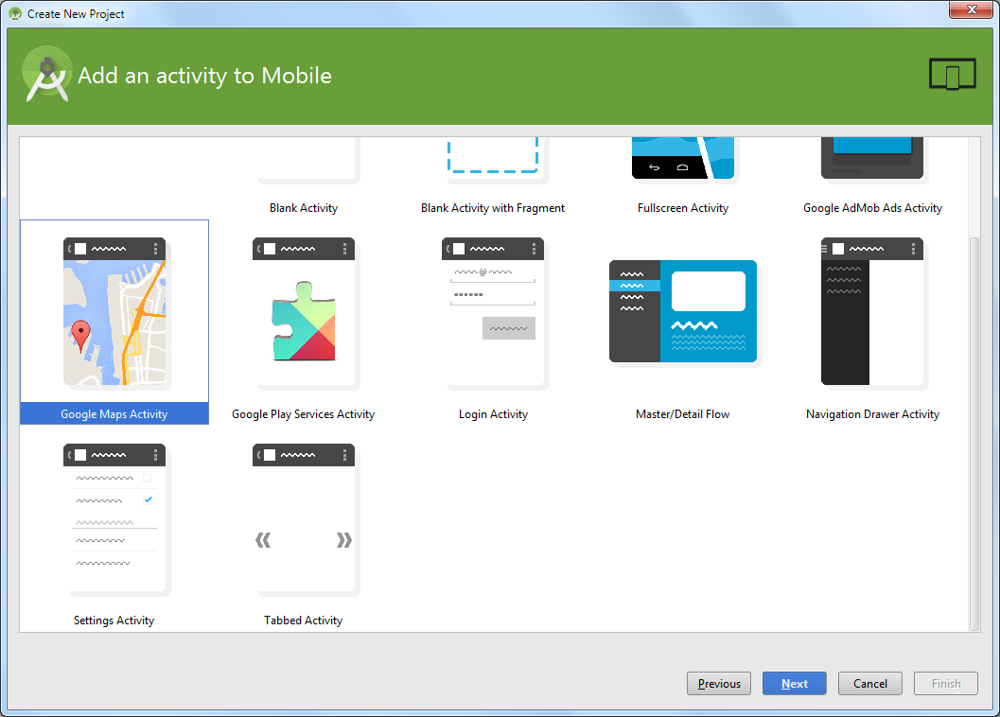 Create New Project
Add an activity to Mobile
Blank Activity
Blank Activity with Fragment
Fullscreen Activity
Google AdMob Ads Activity
@
Google Maps Activity
Google Play Services Activity
Login Activity
Master/Detail Flow
Navigation Drawer Activity
Settings Activity
Tabbed Activity
Previous
Next
Cancel
Finish